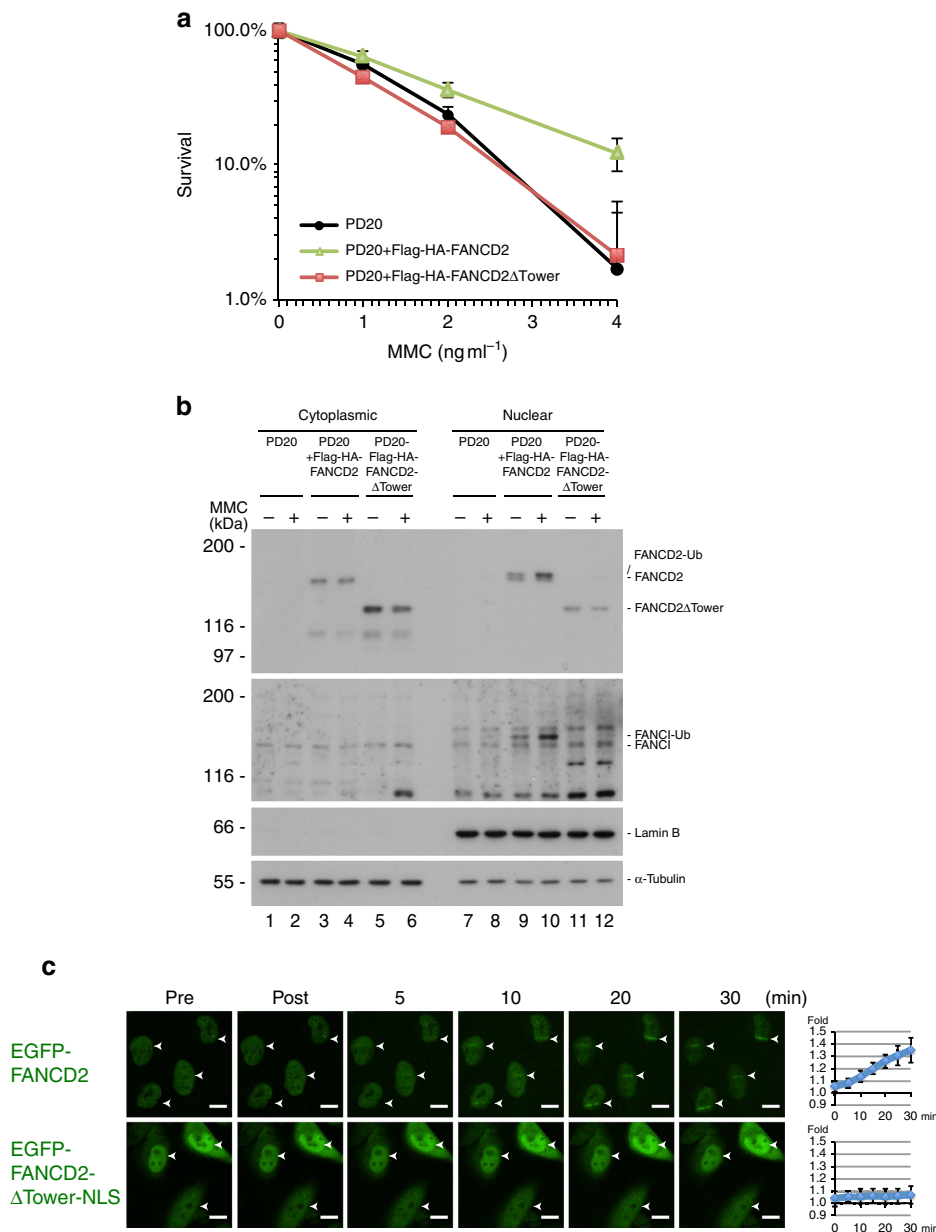 a
100.0%
10.0%
1.0%
Survival
PD20
PD20+Flag-HA-FANCD2
PD20+Flag-HA-FANCD2ΔTower
0 1 2 3 4
MMC (ng ml⁻¹)
b
Cytoplasmic Nuclear
PD20 PD20 +Flag-HA-FANCD2 PD20-Flag-HA-FANCD2-ΔTower PD20 PD20 +Flag-HA-FANCD2 PD20-Flag-HA-FANCD2-ΔTower
MMC − + − + − + − + − + − +
(kDa)
200 -
FANCD2-Ub
/
- FANCD2
- FANCD2ΔTower
116 -
97 -
200 -
- FANCI-Ub
- FANCI
116 -
66 -
- Lamin B
55 -
- α-Tubulin
1 2 3 4 5 6 7 8 9 10 11 12
c
Pre Post 5 10 20 30 (min)
EGFP-
FANCD2
Fold
1.5
1.4
1.3
1.2
1.1
1.0
0.9
0 10 20 30 min
EGFP-
FANCD2-
ΔTower-NLS
1.5
1.4
1.3
1.2
1.1
1.0
0.9
0 10 20 30 min